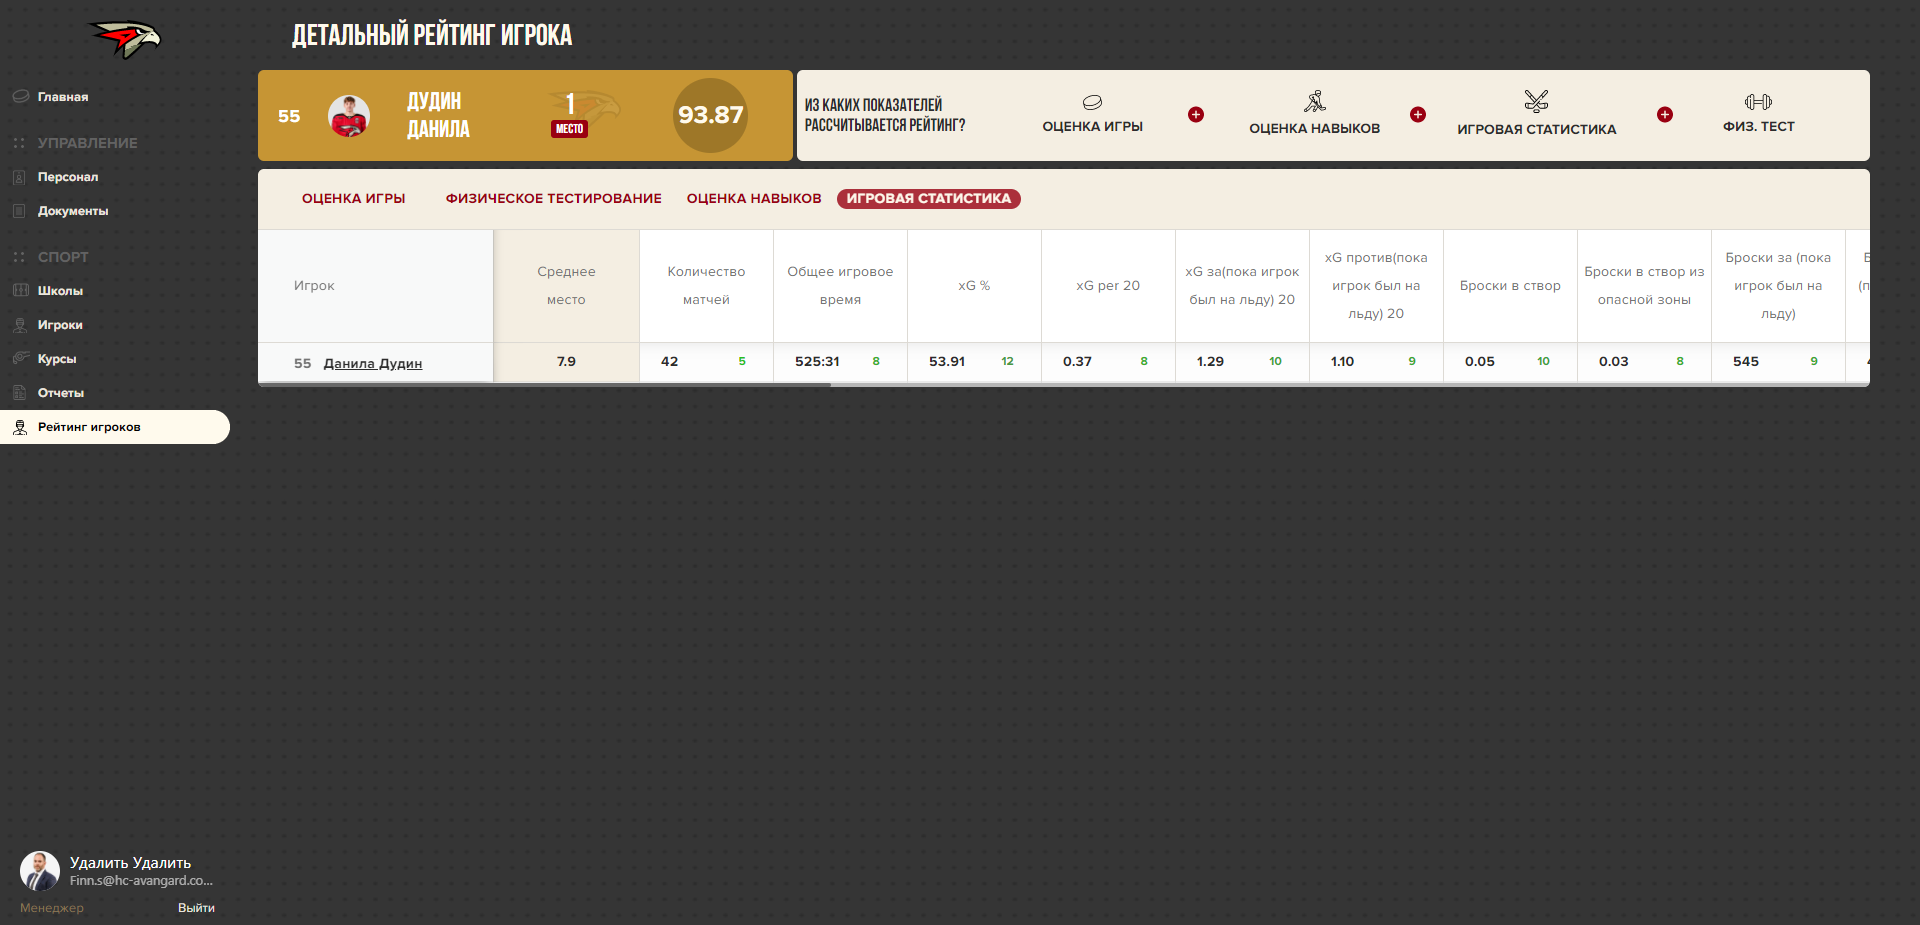 ДЕТАЛЬНЫЙ РЕЙТИНГ ИГРОКА
Главная
УПРАВЛЕНИЕ
Персонал
Документы
СПОРТ
Школы
Игроки
Курсы
Отчеты
Рейтинг игроков
55
ДУДИН
ДАНИЛА
1
МЕСТО
93.87
ИЗ КАКИХ ПОКАЗАТЕЛЕЙ
РАССЧИТЫВАЕТСЯ РЕЙТИНГ?
ОЦЕНКА ИГРЫ
ОЦЕНКА НАВЫКОВ
ИГРОВАЯ СТАТИСТИКА
ФИЗ. ТЕСТ
ОЦЕНКА ИГРЫ ФИЗИЧЕСКОЕ ТЕСТИРОВАНИЕ ОЦЕНКА НАВЫКОВ ИГРОВАЯ СТАТИСТИКА
Игрок
Среднее
место
Количество
матчей
Общее игровое
время
xG %
xG per 20
xG за(пока игрок
был на льду) 20
xG против(пока
игрок был на
льду) 20
Броски в створ
Броски в створ из
опасной зоны
Броски за (пока
игрок был на
льду)
55 Данила Дудин 7.9 42 5 525:31 8 53.91 12 0.37 8 1.29 10 1.10 9 0.05 10 0.03 8 545 9
Удалить Удалить
Finn.s@hc-avangard.co...
Менеджер Выйти